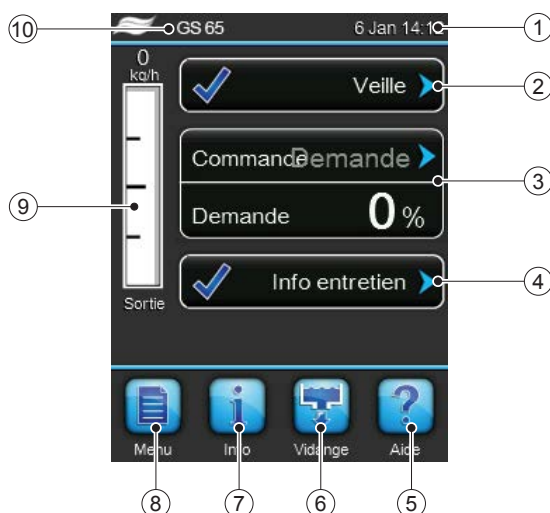 10 GS 65 6 Jan 14:1 1
0
kg/h
Veille 2
Commande Demande
3
Demande 0 %
9
Info entretien 4
Sortie
Menu Info Vidange Aide
8 7 6 5